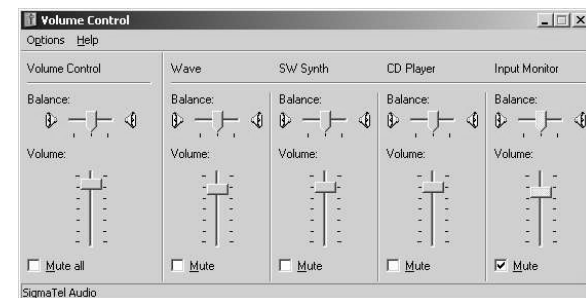 Volume Control
Options Help
Volume Control Wave SW Synth CD Player Input Monitor
Balance: Balance: Balance: Balance: Balance:
Volume: Volume: Volume: Volume: Volume:
Mute all Mute Mute Mute Mute
SigmaTel Audio